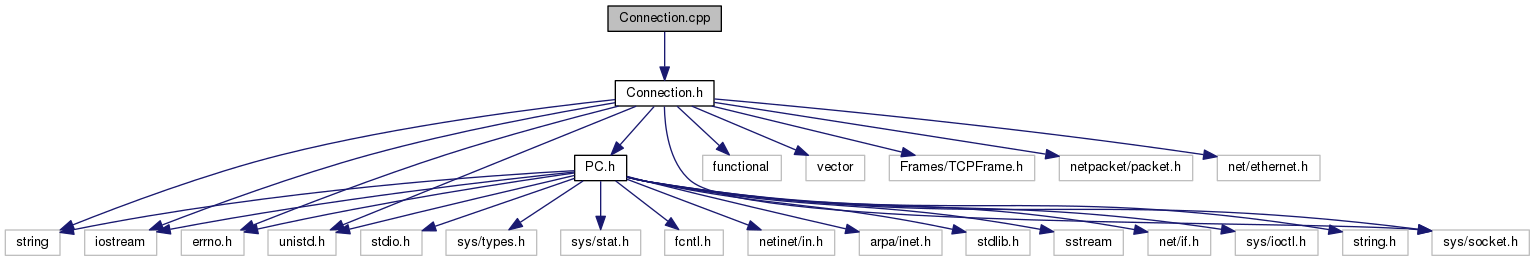 Connection.cpp
Connection.h
PC.h
functional
vector
Frames/TCPFrame.h
netpacket/packet.h
net/ethernet.h
string
iostream
errno.h
unistd.h
stdio.h
sys/types.h
sys/stat.h
fcntl.h
netinet/in.h
arpa/inet.h
stdlib.h
sstream
net/if.h
sys/ioctl.h
string.h
sys/socket.h